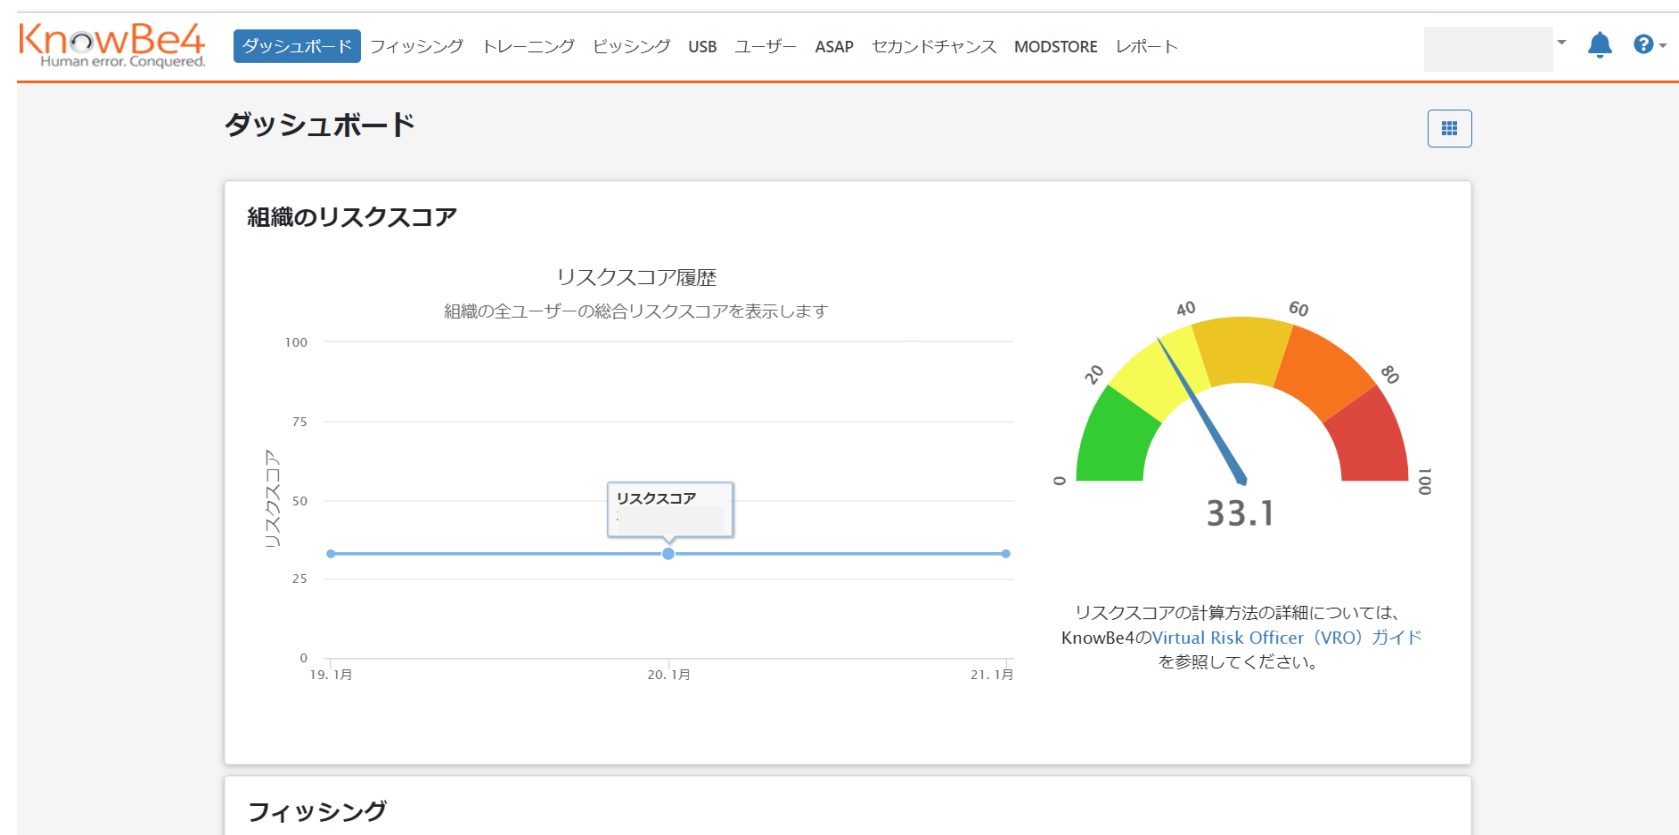 KnowBe4
Human error. Conquered.
ダッシュボード フィッシング トレーニング ビッシング USB ユーザー ASAP セカンドチャンス MODSTORE レポート
ダッシュボード
組織のリスクスコア
リスクスコア履歴
組織の全ユーザーの総合リスクスコアを表示します
リスクスコア
100
75
50
25
0
リスクスコア
19. 1月
20. 1月
21. 1月
0
20
40
60
80
100
33.1
リスクスコアの計算方法の詳細については、
KnowBe4のVirtual Risk Officer（VRO）ガイド
を参照してください。
フィッシング